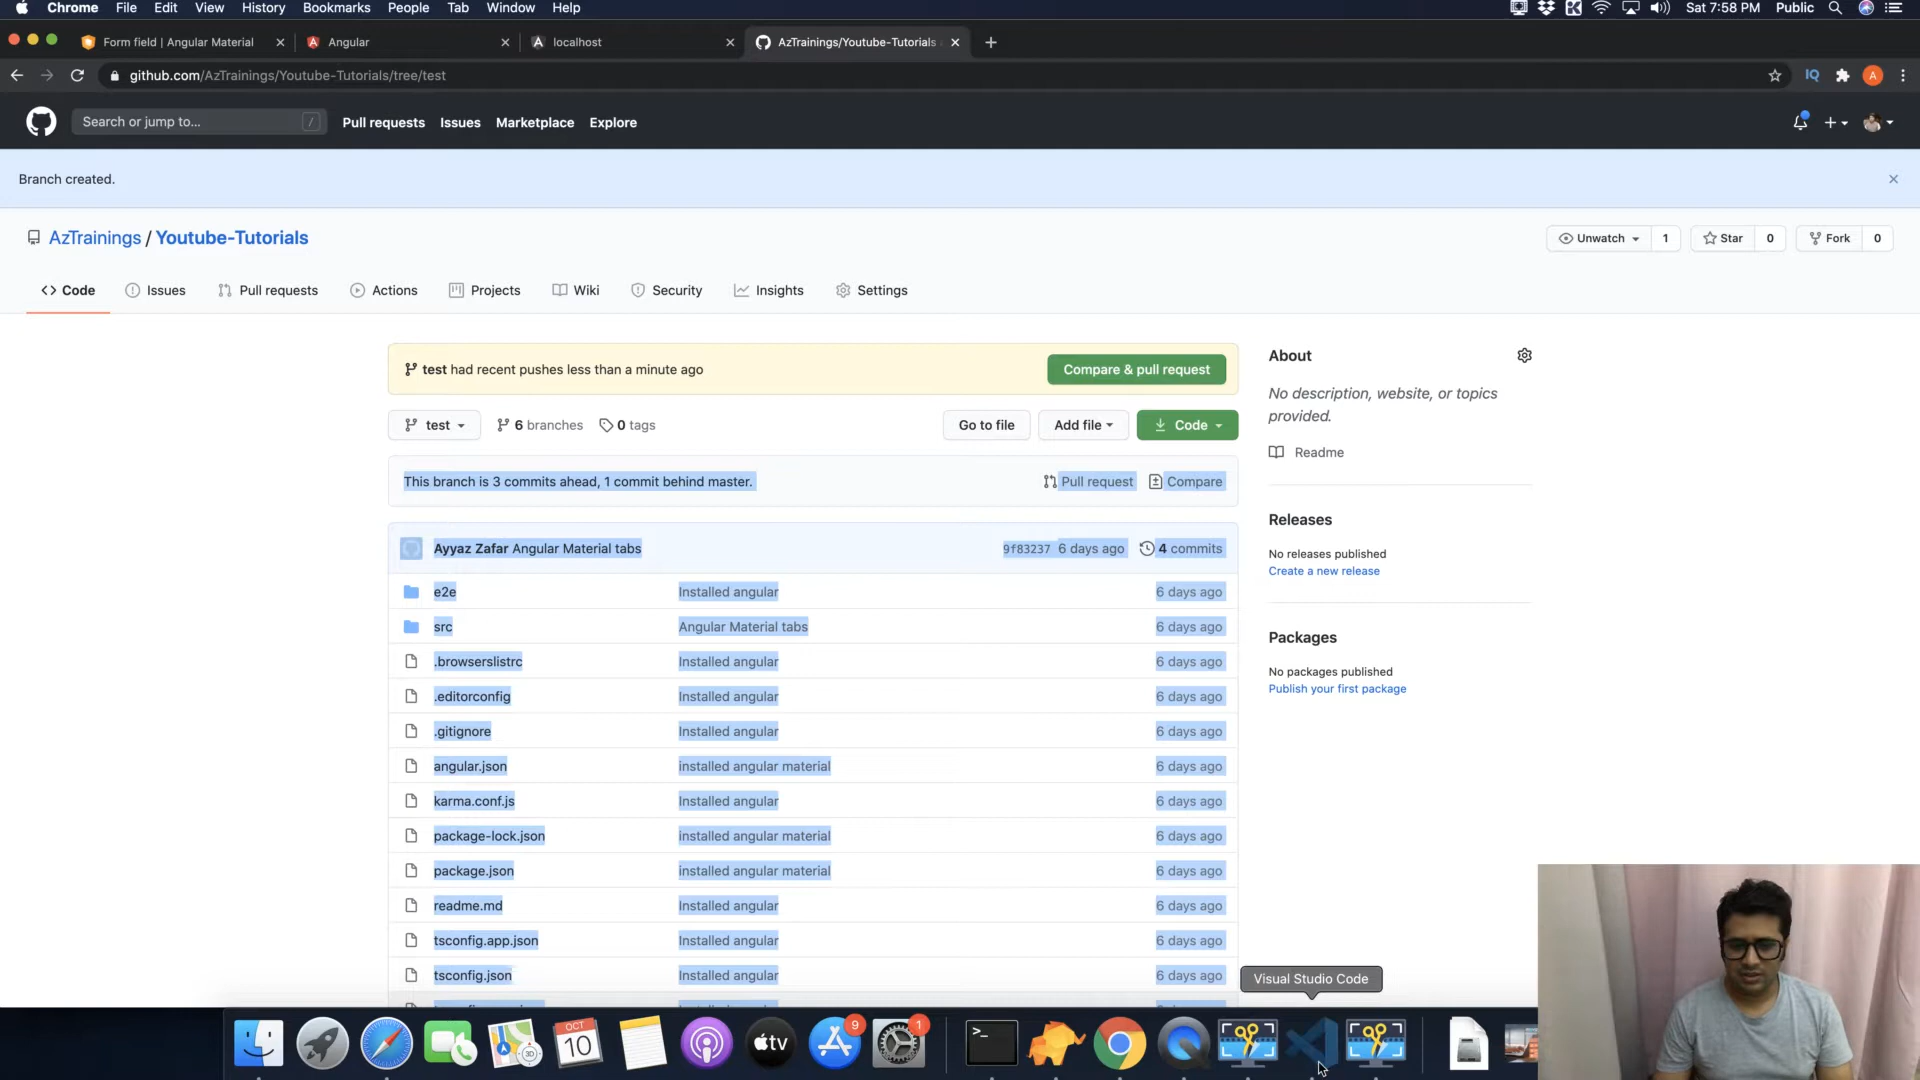 Chrome File Edit View History Bookmarks People Tab Window Help
Sat 7:58 PM Public
Form field | Angular Material
Angular
localhost
AzTrainings/Youtube-Tutorials
github.com/AzTrainings/Youtube-Tutorials/tree/test
IQ
A
Search or jump to...
/
Pull requests Issues Marketplace Explore
Branch created.
AzTrainings / Youtube-Tutorials
Unwatch 1
Star 0
Fork 0
Code
Issues
Pull requests
Actions
Projects
Wiki
Security
Insights
Settings
test had recent pushes less than a minute ago
Compare & pull request
About
No description, website, or topics
provided.
Readme
test
6 branches
0 tags
Go to file
Add file
Code
This branch is 3 commits ahead, 1 commit behind master.
Pull request
Compare
Ayyaz Zafar Angular Material tabs
9f83237 6 days ago
4 commits
e2e Installed angular 6 days ago
src Angular Material tabs 6 days ago
.browserslistrc Installed angular 6 days ago
.editorconfig Installed angular 6 days ago
.gitignore Installed angular 6 days ago
angular.json installed angular material 6 days ago
karma.conf.js Installed angular 6 days ago
package-lock.json installed angular material 6 days ago
package.json installed angular material 6 days ago
readme.md Installed angular 6 days ago
tsconfig.app.json Installed angular 6 days ago
tsconfig.json Installed angular 6 days ago
Releases
No releases published
Create a new release
Packages
No packages published
Publish your first package
Visual Studio Code
OCT
10
3D
tv
9
1
>_